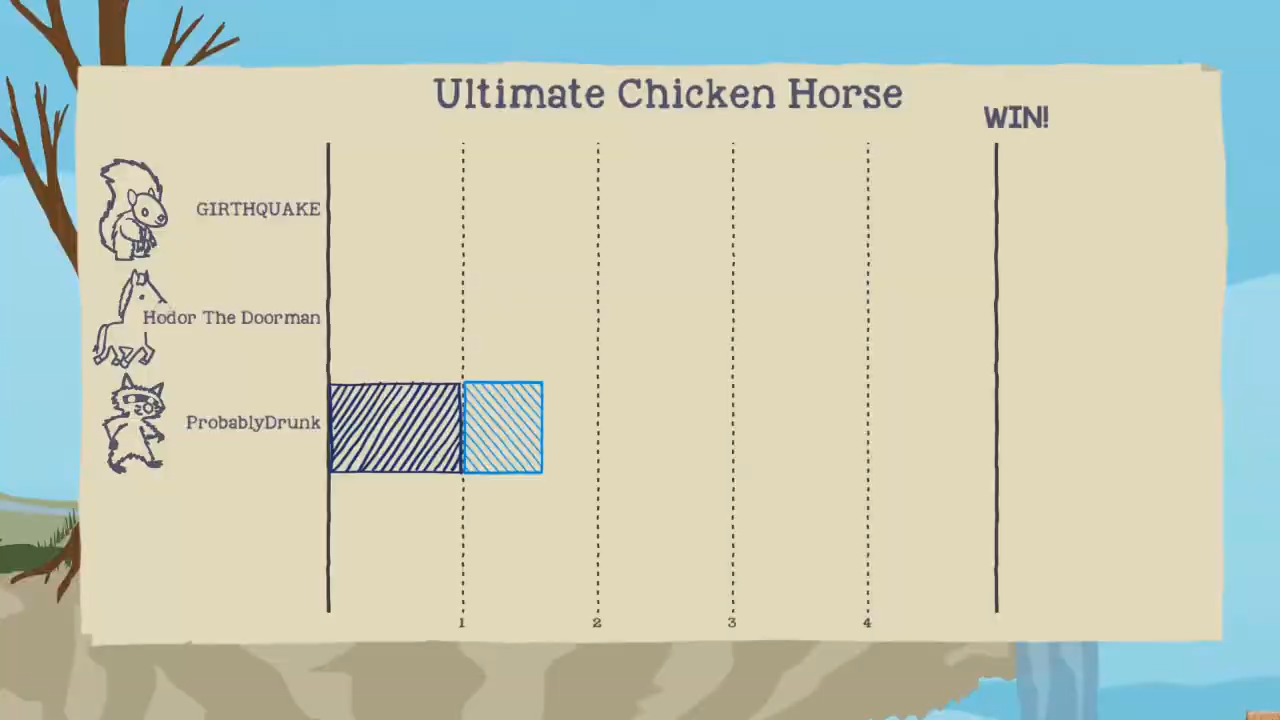 Ultimate Chicken Horse
WIN!
GIRTHQUAKE
Hodor The Doorman
ProbablyDrunk
1 2 3 4